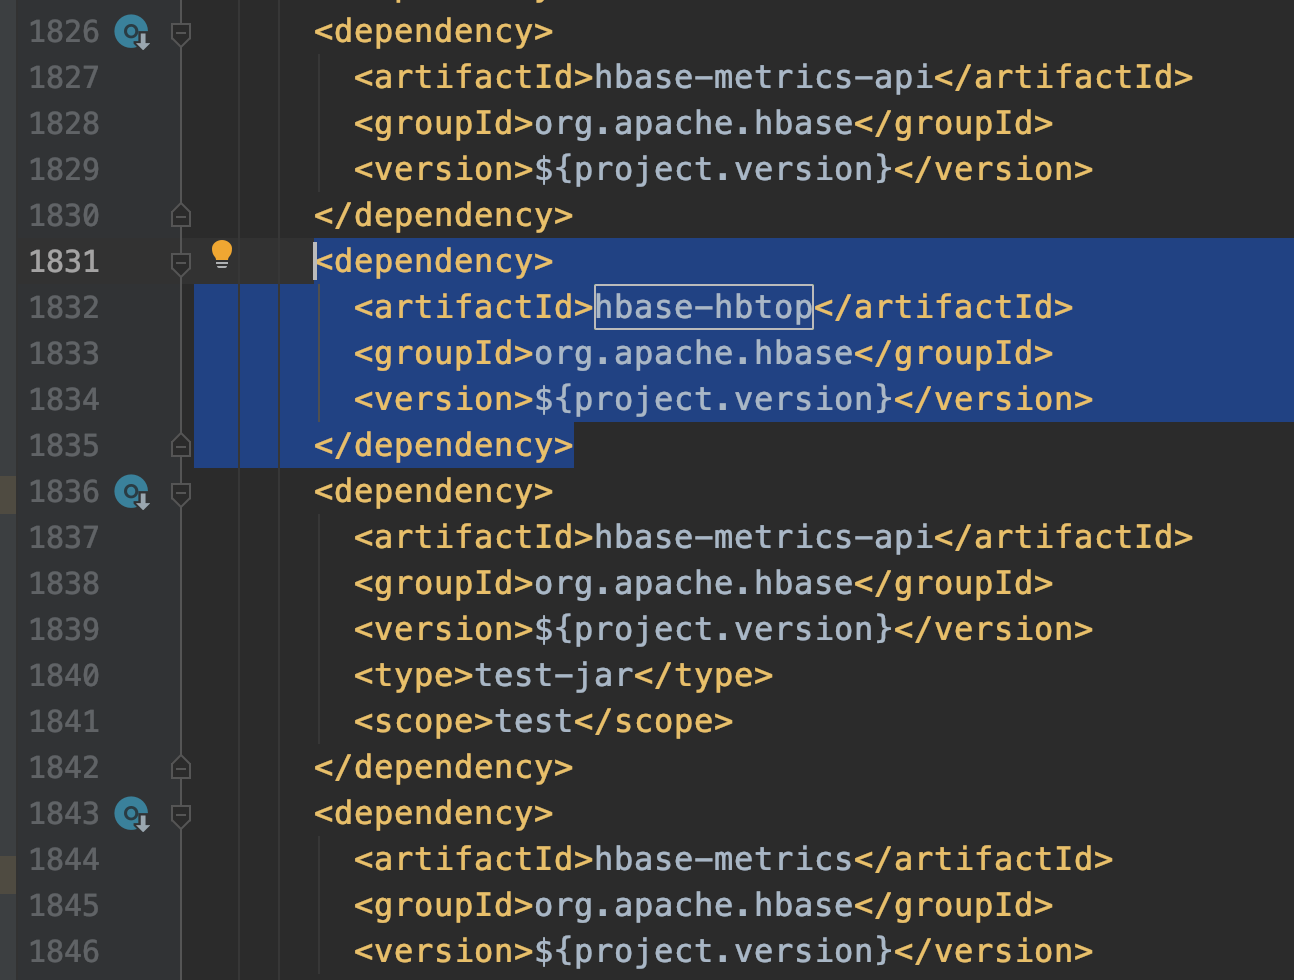 1826 <dependency>
1827 <artifactId>hbase-metrics-api</artifactId>
1828 <groupId>org.apache.hbase</groupId>
1829 <version>${project.version}</version>
1830 </dependency>
1831 <dependency>
1832 <artifactId>hbase-hbtop</artifactId>
1833 <groupId>org.apache.hbase</groupId>
1834 <version>${project.version}</version>
1835 </dependency>
1836 <dependency>
1837 <artifactId>hbase-metrics-api</artifactId>
1838 <groupId>org.apache.hbase</groupId>
1839 <version>${project.version}</version>
1840 <type>test-jar</type>
1841 <scope>test</scope>
1842 </dependency>
1843 <dependency>
1844 <artifactId>hbase-metrics</artifactId>
1845 <groupId>org.apache.hbase</groupId>
1846 <version>${project.version}</version>